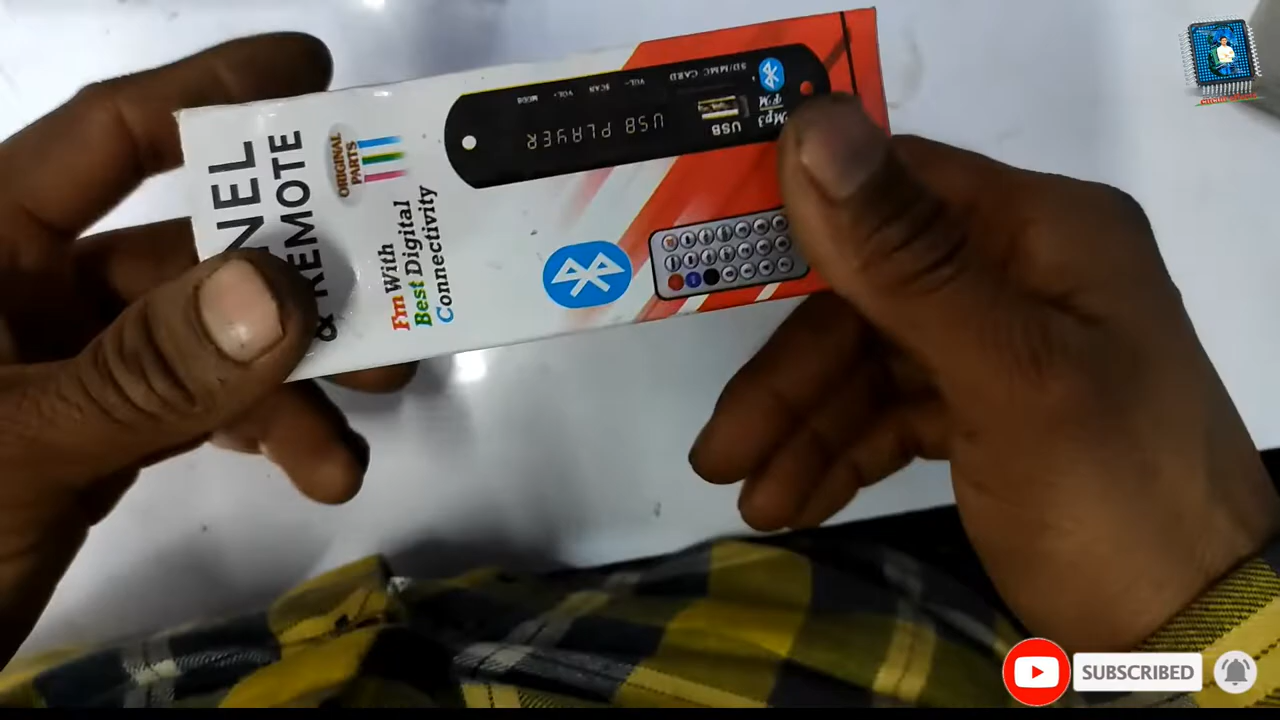 NEL
& REMOTE
ORIGINAL
PARTS
Fm With
Best Digital
Connectivity
MODE
VOL+
SCAN
VOL-
SD/MMC CARD
USB PLAYER
USB
Mp3
FM
SUBSCRIBED